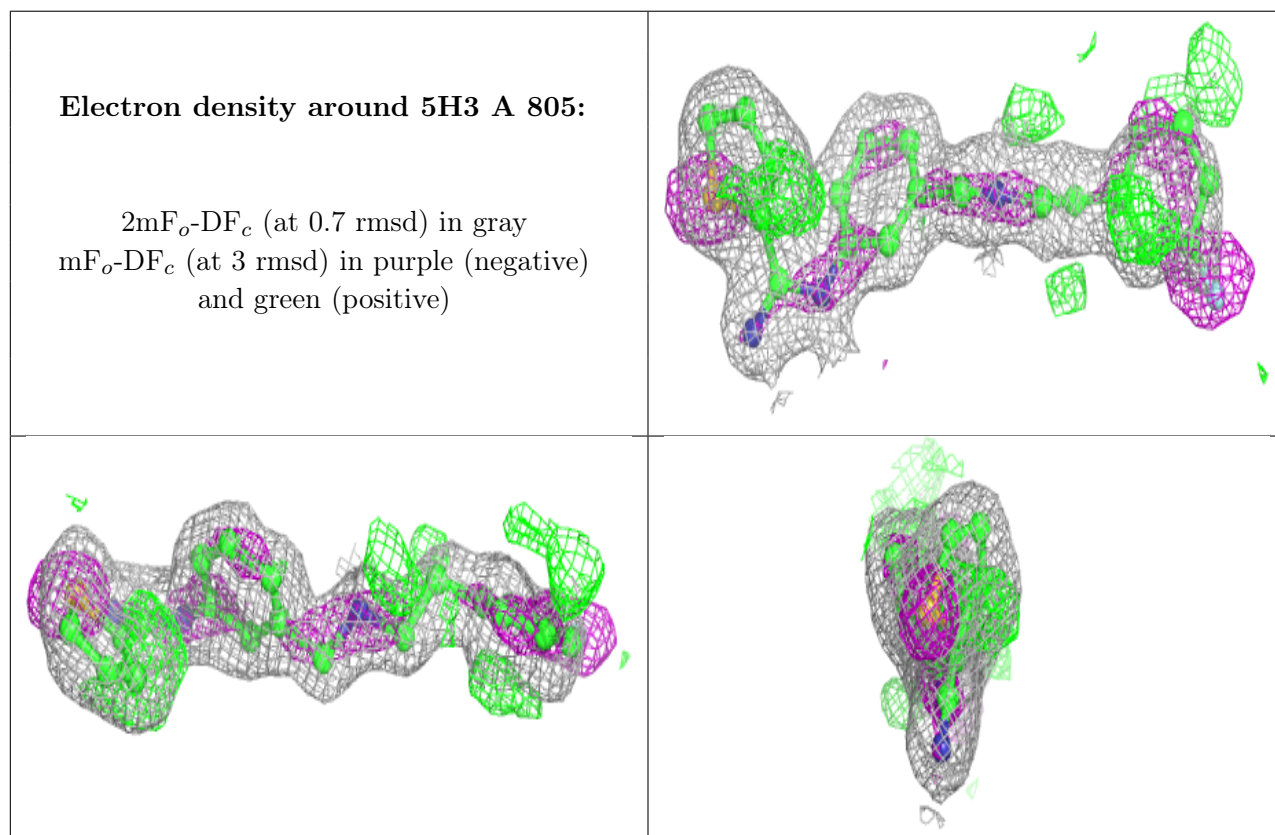 Electron density around 5H3 A 805:
2mFₒ-DF𝒸 (at 0.7 rmsd) in gray
mFₒ-DF𝒸 (at 3 rmsd) in purple (negative)
and green (positive)